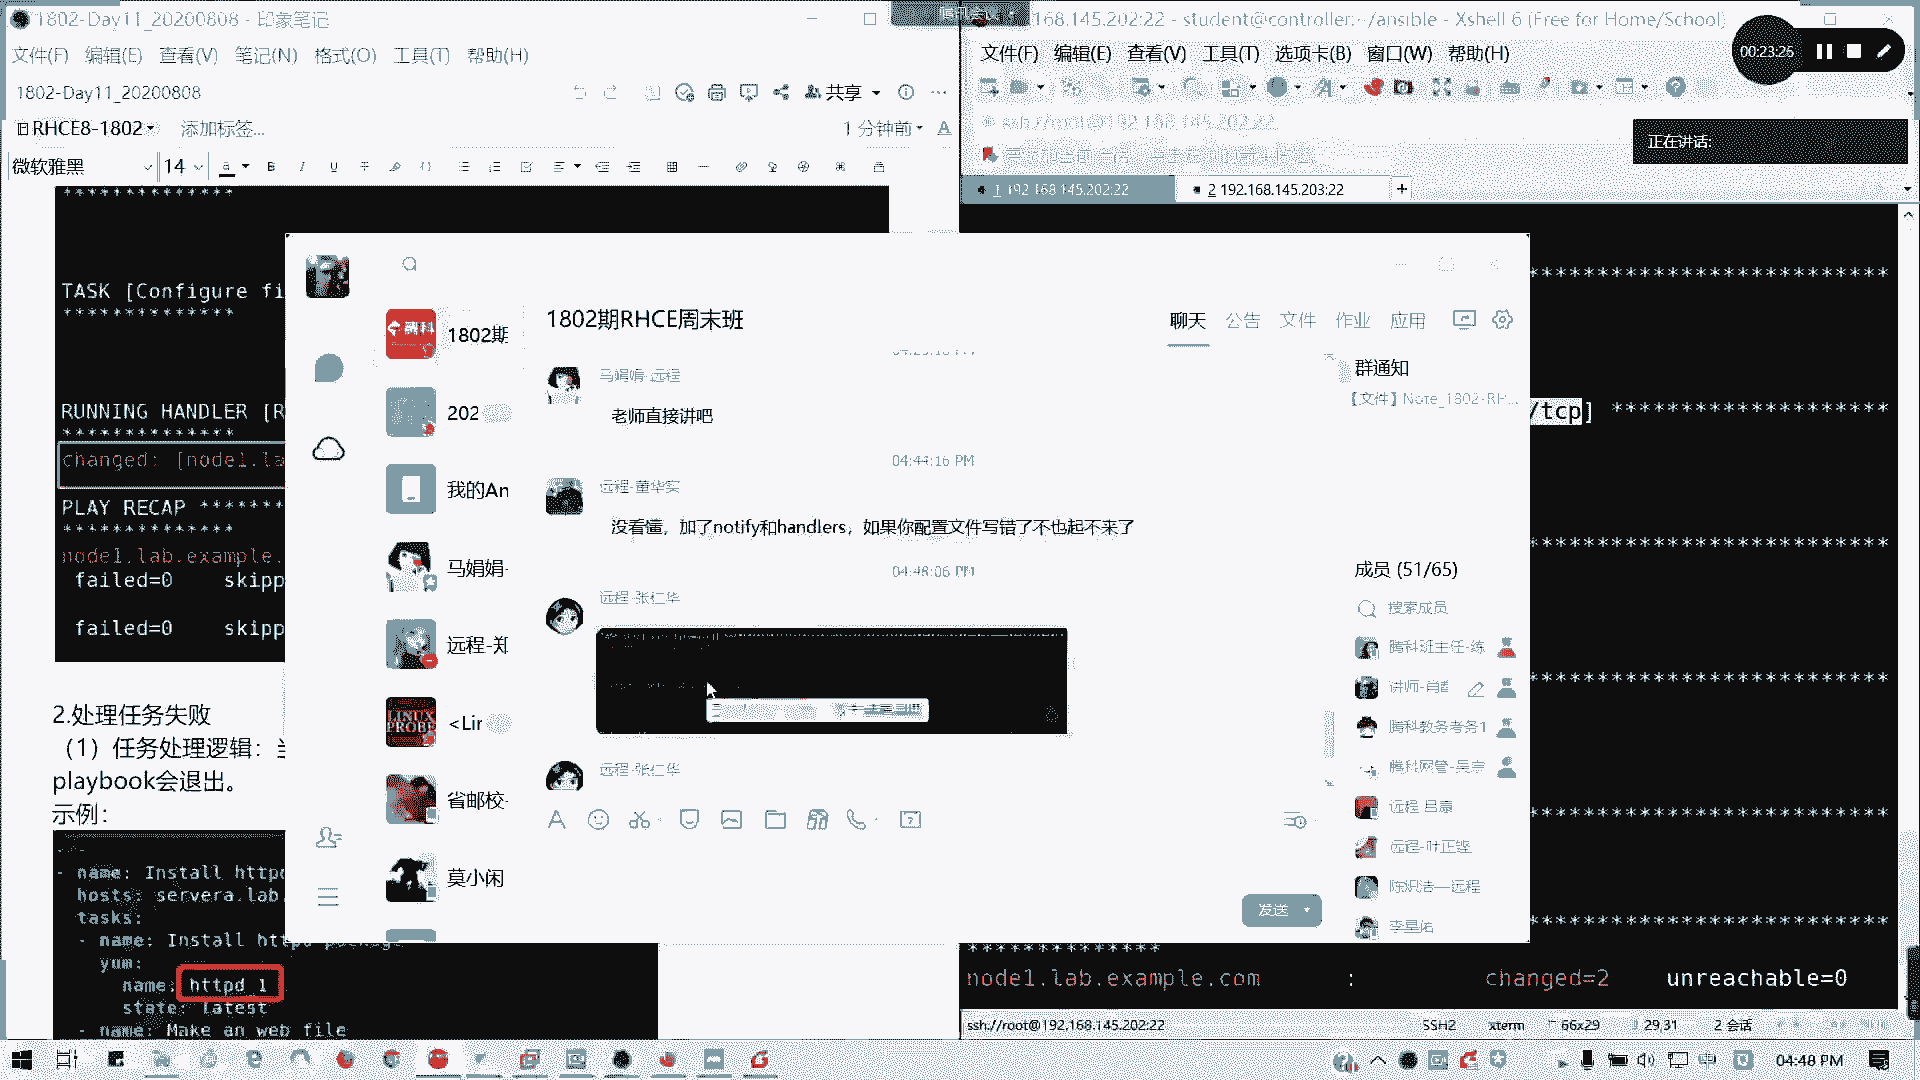 1802-Day11_20200808 - 印象笔记
文件(F) 编辑(E) 查看(V) 笔记(N) 格式(O) 工具(T) 帮助(H)
1802-Day11_20200808
共享
RHCE8-1802
添加标签...
1 分钟前
微软雅黑
14
*************
TASK [Configure fi
*************
RUNNING HANDLER [R
*************
changed: [node1.la
PLAY RECAP *******
*************
node1.lab.example.
failed=0 skipp
failed=0 skipp
2.处理任务失败
（1）任务处理逻辑：当
playbook会退出。
示例：
- name: Install httpd
hosts: servera.lab.
tasks:
- name: Install httpd package
yum:
name: httpd_1
state: latest
- name: Make an web file
168.145.202:22 - student@controller:~/ansible - Xshell 6 (Free for Home/School)
文件(F) 编辑(E) 查看(V) 工具(T) 选项卡(B) 窗口(W) 帮助(H)
00:23:26
ssh://root@192.168.145.202:22
正在讲话:
1 192.168.145.202:22
2 192.168.145.203:22
/tcp] ********************
node1.lab.example.com : changed=2 unreachable=0
ssh://root@192.168.145.202:22
SSH2
xterm
66x29
29,31
2 会话
1802期
202
我的An
马娟娟-
远程-郑
<Lir
省邮校-
莫小闲
1802期RHCE周末班
聊天 公告 文件 作业 应用
马娟娟-远程
老师直接讲吧
04:44:16 PM
远程-董华实
没看懂，加了notify和handlers，如果你配置文件写错了不也起不来了
04:48:06 PM
远程-张仁华
远程-张仁华
发送
群通知
【文件】Note_1802-RH...
成员 (51/65)
搜索成员
腾科班主任-练
讲师-肖
腾科教务考务1
腾科网管-吴宗
远程-吕豪
远程-叶正铿
陈炽洁—远程
李星佑
04:48 PM